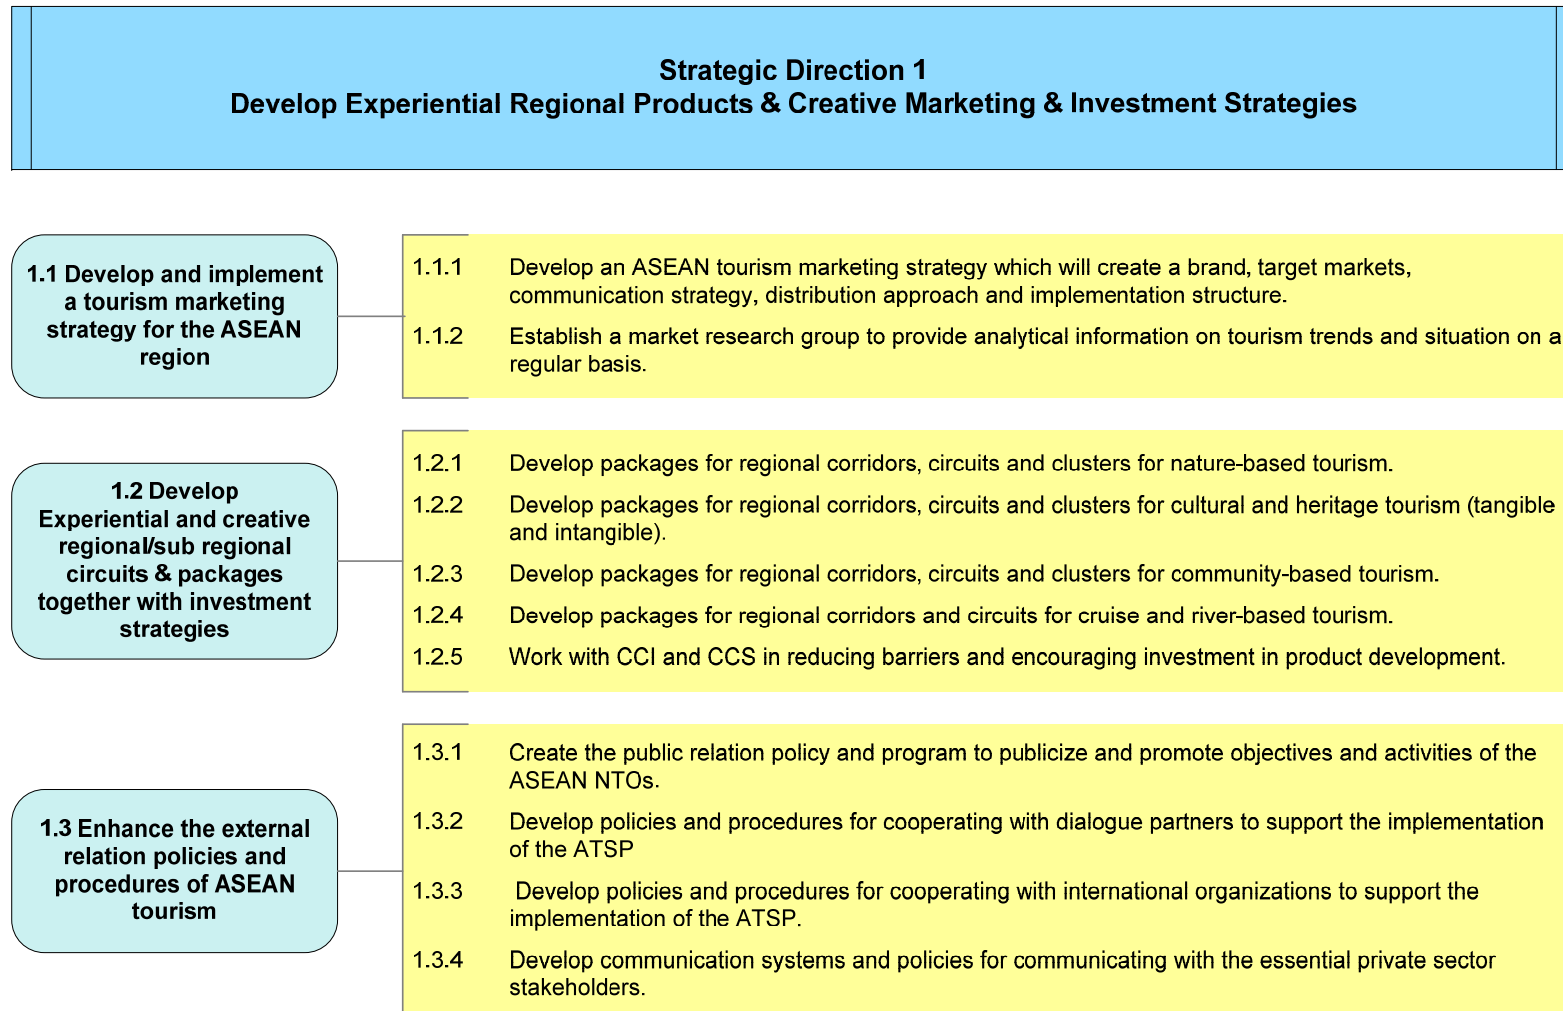 Strategic Direction 1
Develop Experiential Regional Products & Creative Marketing & Investment Strategies
1.1 Develop and implement
a tourism marketing
strategy for the ASEAN
region
1.1.1 Develop an ASEAN tourism marketing strategy which will create a brand, target markets,
communication strategy, distribution approach and implementation structure.
1.1.2 Establish a market research group to provide analytical information on tourism trends and situation on a
regular basis.
1.2 Develop
Experiential and creative
regional/sub regional
circuits & packages
together with investment
strategies
1.2.1 Develop packages for regional corridors, circuits and clusters for nature-based tourism.
1.2.2 Develop packages for regional corridors, circuits and clusters for cultural and heritage tourism (tangible
and intangible).
1.2.3 Develop packages for regional corridors, circuits and clusters for community-based tourism.
1.2.4 Develop packages for regional corridors and circuits for cruise and river-based tourism.
1.2.5 Work with CCI and CCS in reducing barriers and encouraging investment in product development.
1.3 Enhance the external
relation policies and
procedures of ASEAN
tourism
1.3.1 Create the public relation policy and program to publicize and promote objectives and activities of the
ASEAN NTOs.
1.3.2 Develop policies and procedures for cooperating with dialogue partners to support the implementation
of the ATSP
1.3.3 Develop policies and procedures for cooperating with international organizations to support the
implementation of the ATSP.
1.3.4 Develop communication systems and policies for communicating with the essential private sector
stakeholders.